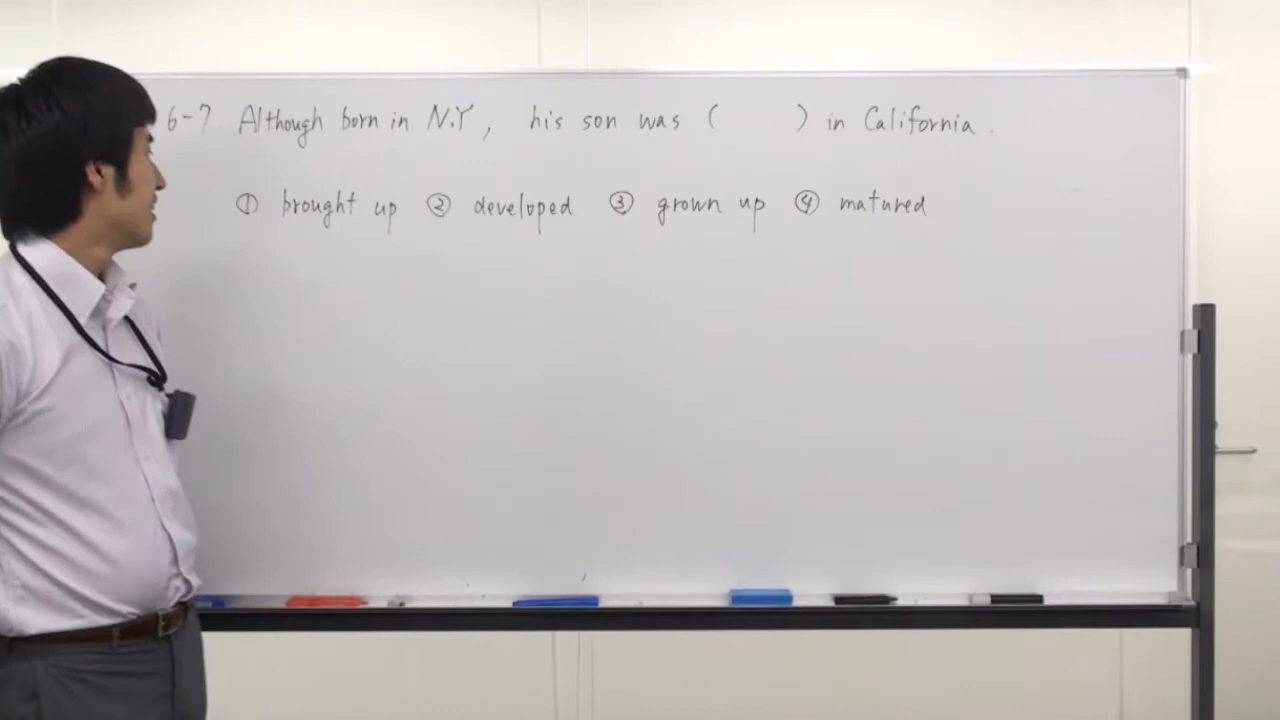 6-7 Although born in N.Y, his son was ( ) in California.
① brought up ② developed ③ grown up ④ matured